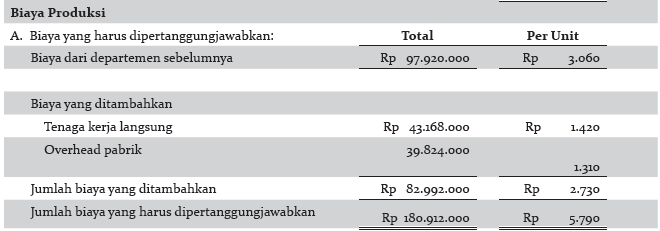 Biaya Produksi
A. Biaya yang harus dipertanggungjawabkan: Total Per Unit
Biaya dari departemen sebelumnya Rp 97.920.000 Rp 3.060
Biaya yang ditambahkan
Tenaga kerja langsung Rp 43.168.000 Rp 1.420
Overhead pabrik 39.824.000
1.310
Jumlah biaya yang ditambahkan Rp 82.992.000 Rp 2.730
Jumlah biaya yang harus dipertanggungjawabkan Rp 180.912.000 Rp 5.790